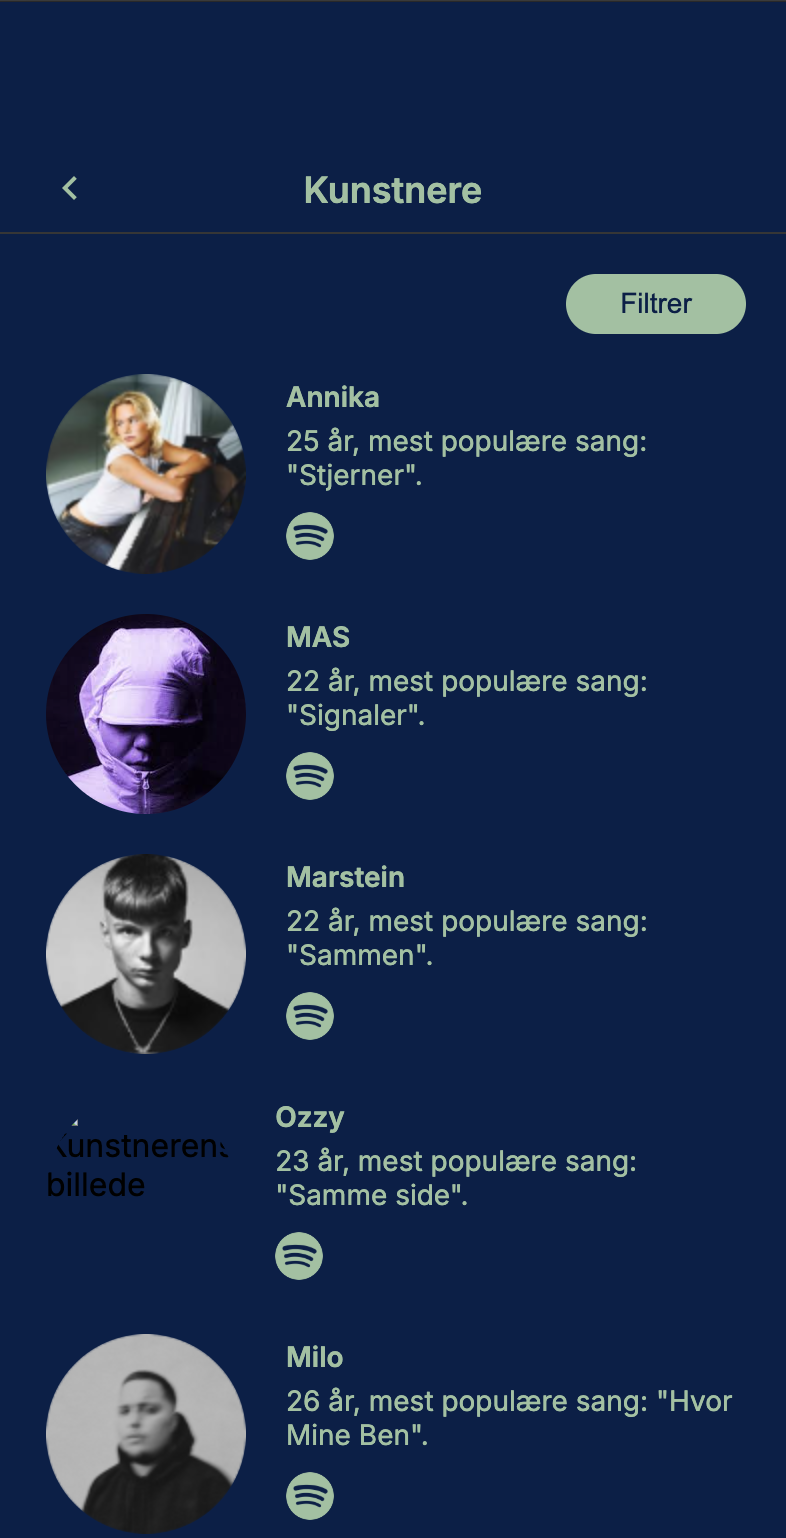 Kunstnere
Filtrer
Annika
25 år, mest populære sang:
"Stjerner".
MAS
22 år, mest populære sang:
"Signaler".
Marstein
22 år, mest populære sang:
"Sammen".
Ozzy
23 år, mest populære sang:
"Samme side".
Kunstnerens
billede
Milo
26 år, mest populære sang: "Hvor
Mine Ben".